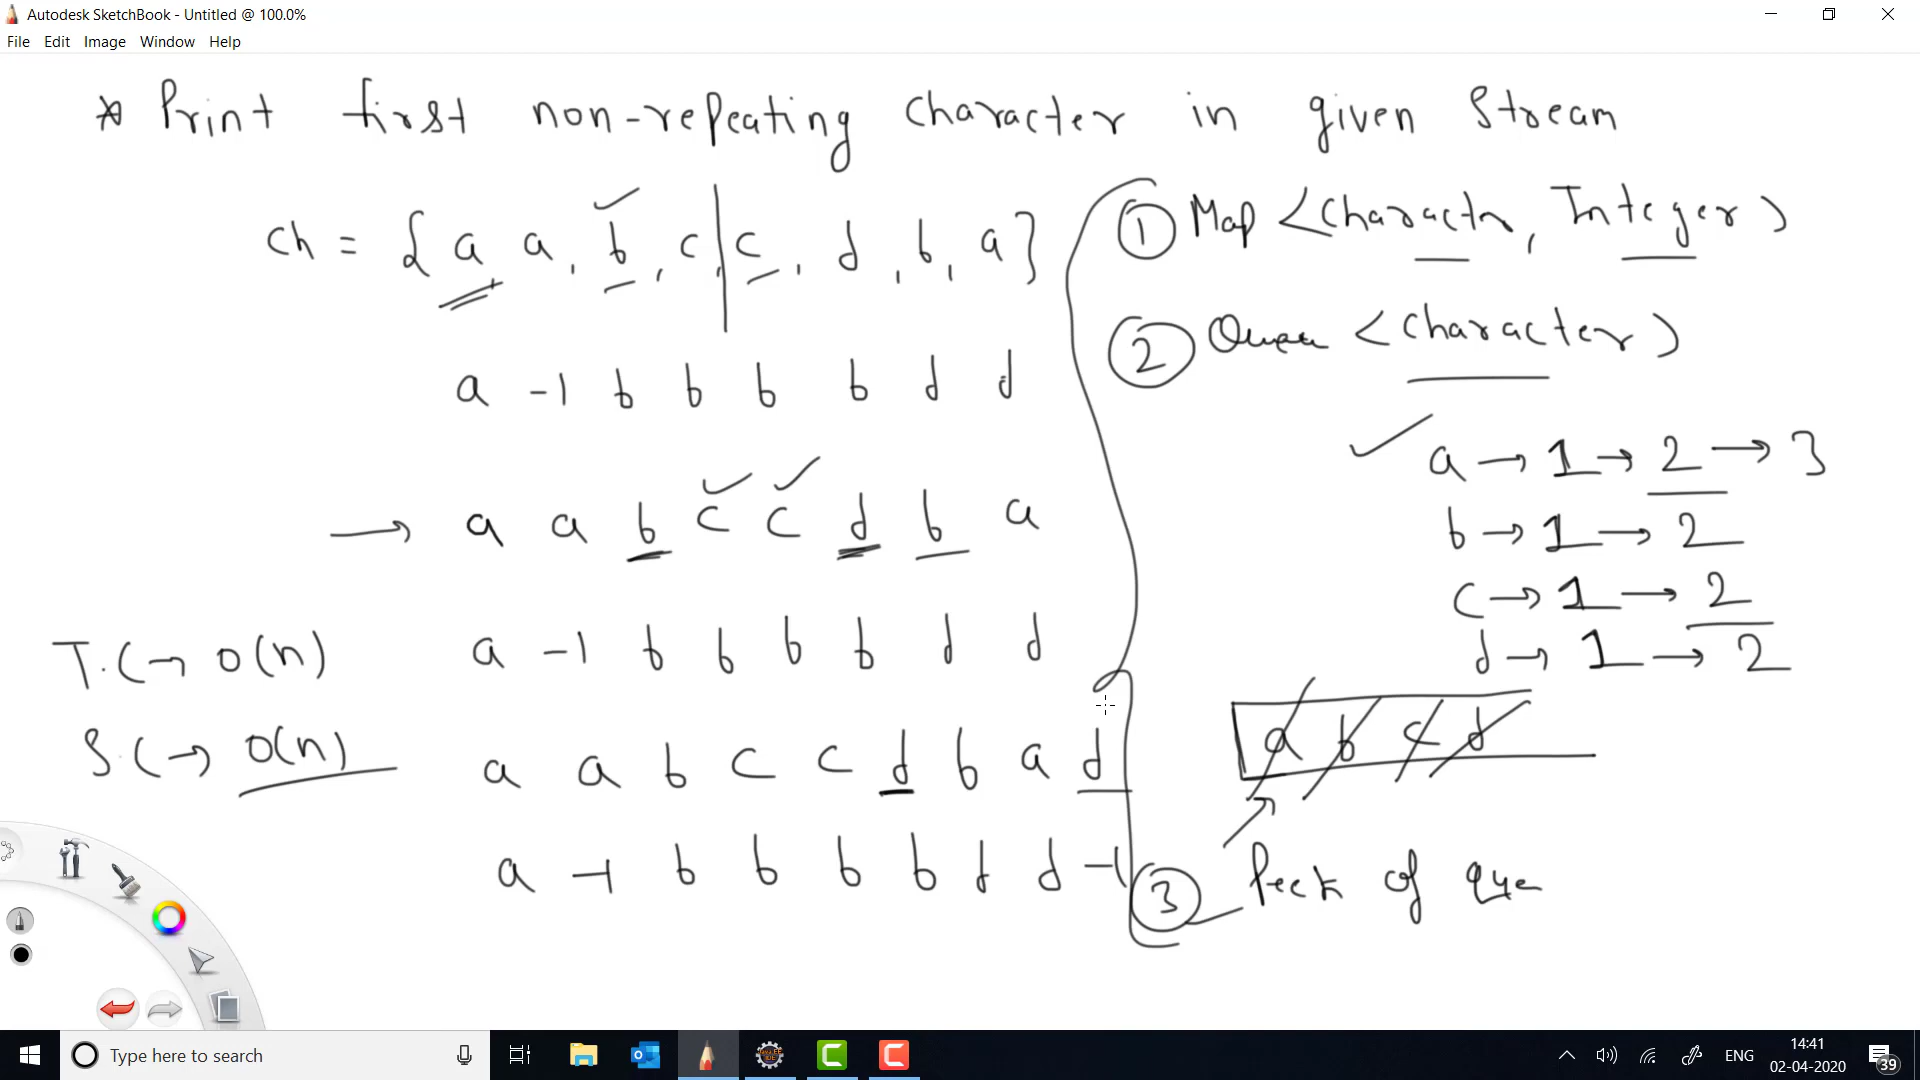 Autodesk SketchBook - Untitled @ 100.0%
File Edit Image Window Help
* Print first non-repeating character in given Stream
ch = {a a, b, c, c, d, b, a}
a -1 b b b b d d
→ a a b c c d b a
a -1 b b b b d d
T.C → O(n)
S.C → O(n)
a a b c c d b a d
a -1 b b b b d d -1
① Map <Character, Integer>
② <Character>
a → 1 → 2 → 3
b → 1 → 2
c → 1 → 2
d → 1 → 2
a b c d
③ Peek of que
Type here to search
ENG
14:41
02-04-2020
39